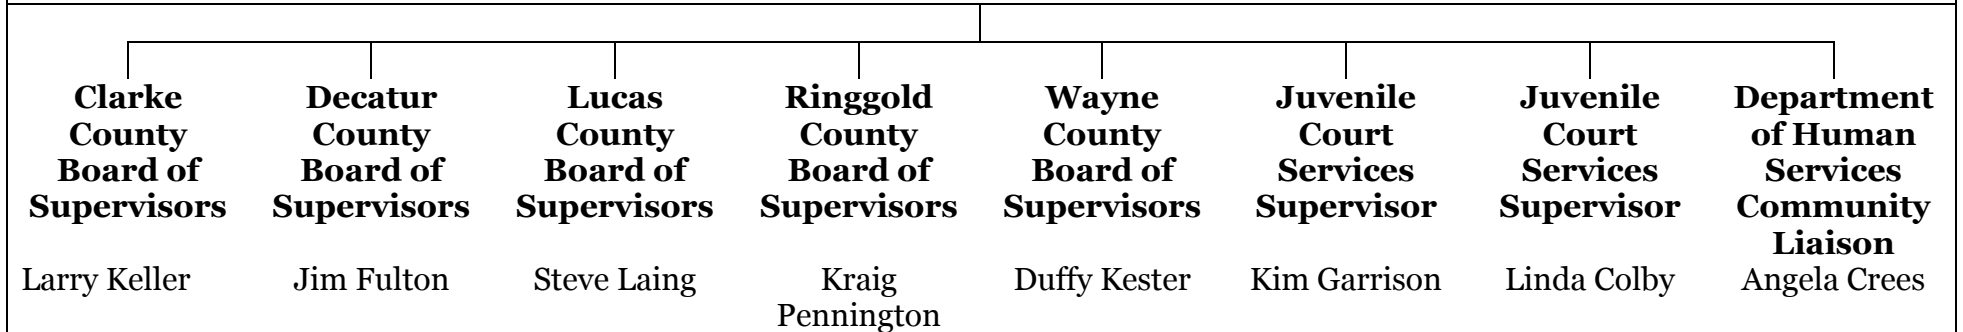 Clarke
County
Board of
Supervisors
Larry Keller
Decatur
County
Board of
Supervisors
Jim Fulton
Lucas
County
Board of
Supervisors
Steve Laing
Ringgold
County
Board of
Supervisors
Kraig
Pennington
Wayne
County
Board of
Supervisors
Duffy Kester
Juvenile
Court
Services
Supervisor
Kim Garrison
Juvenile
Court
Services
Supervisor
Linda Colby
Department
of Human
Services
Community
Liaison
Angela Crees